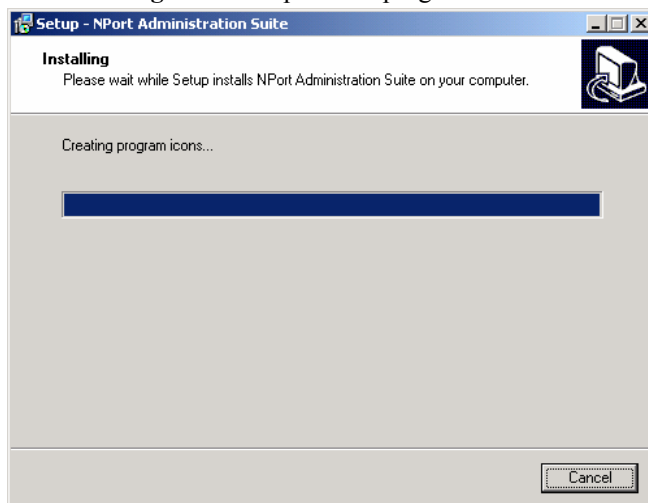 Setup - NPort Administration Suite
Installing
Please wait while Setup installs NPort Administration Suite on your computer.
Creating program icons...
Cancel